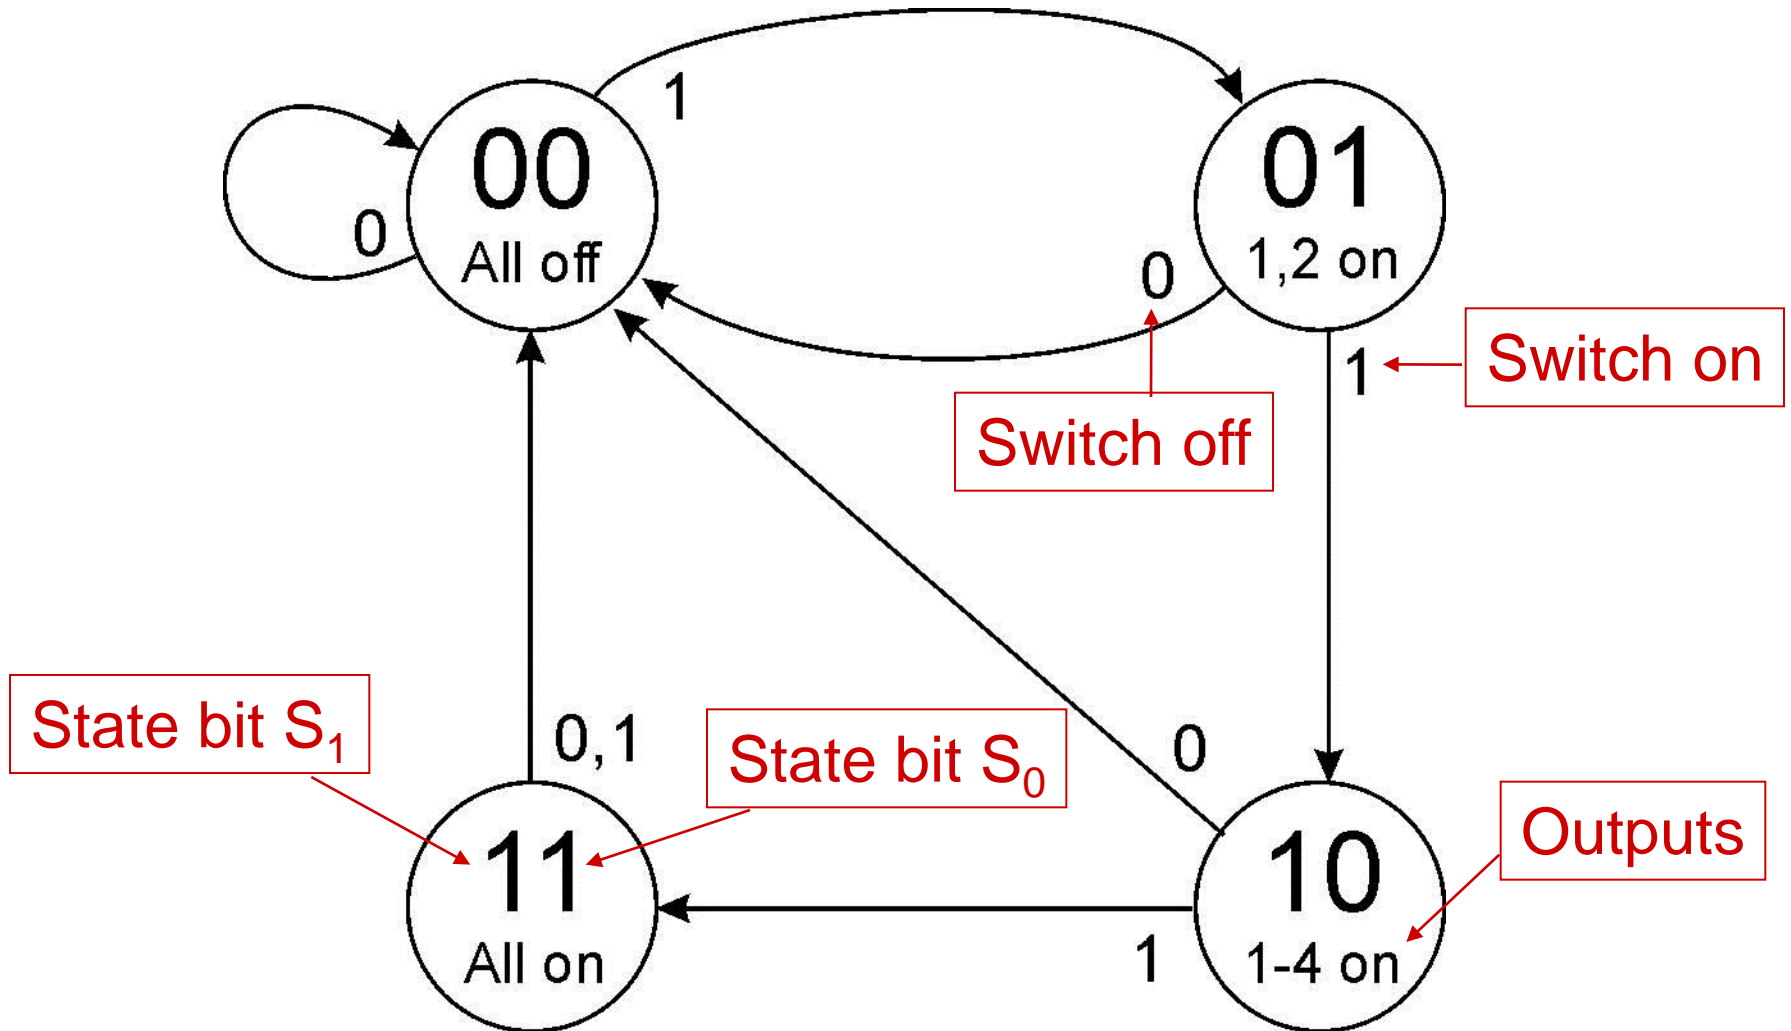 1
00
All off
0
01
1,2 on
0
1
Switch on
Switch off
State bit S₁
0,1
State bit S₀
0
11
All on
1
10
1-4 on
Outputs